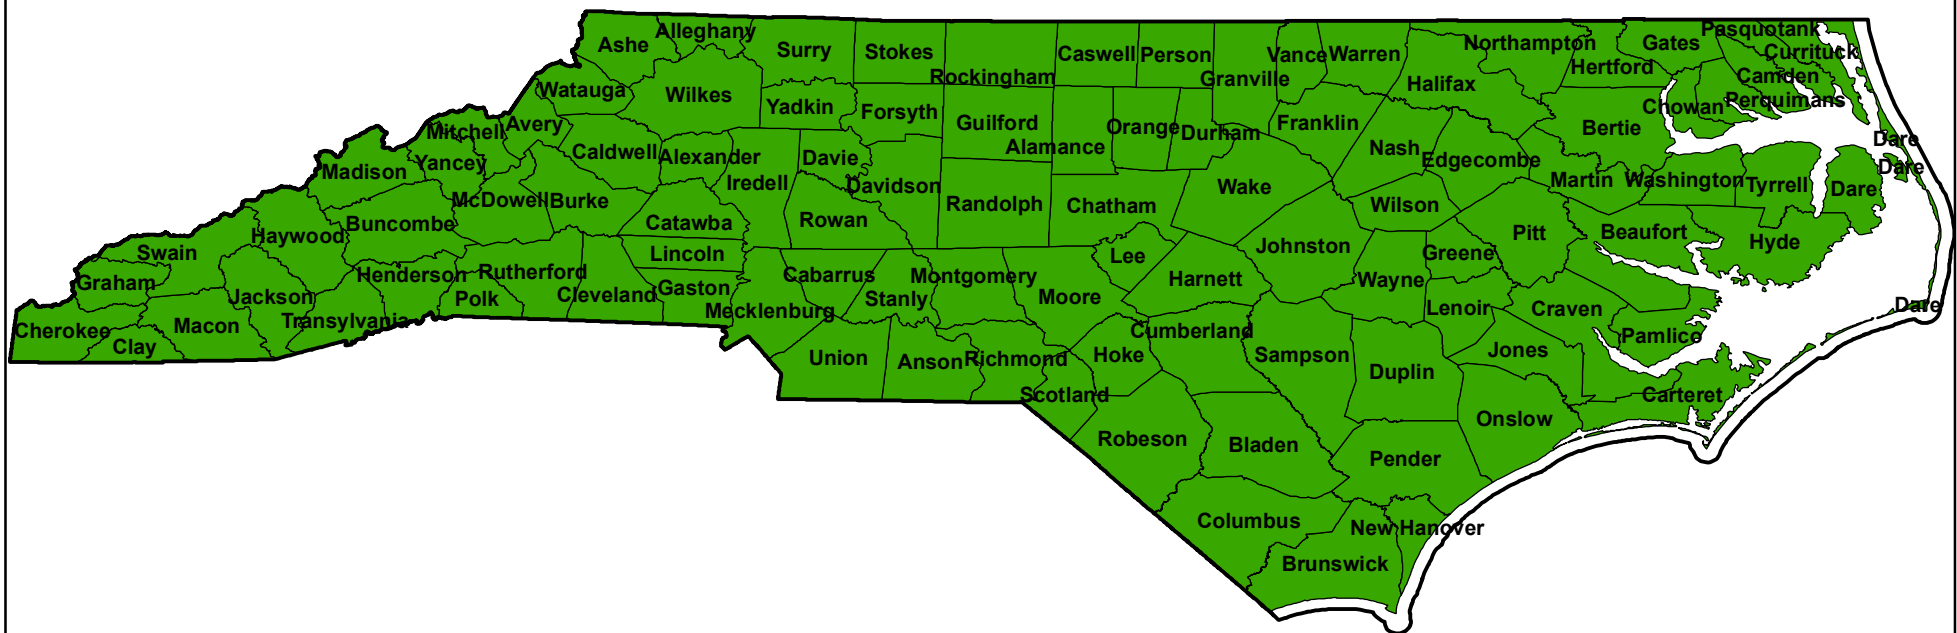 Alleghany
Ashe
Surry
Stokes
Rockingham
Caswell
Person
Granville
Vance
Warren
Northampton
Hertford
Gates
Pasquotank
Currituck
Camden
Perquimans
Chowan
Halifax
Watauga
Wilkes
Yadkin
Forsyth
Guilford
Alamance
Orange
Durham
Franklin
Nash
Edgecombe
Bertie
Martin
Washington
Tyrrell
Dare
Dare
Dare
Mitchell
Avery
Yancey
Madison
Caldwell
Alexander
Iredell
Davie
Davidson
Randolph
Chatham
Wake
Wilson
Pitt
Beaufort
Hyde
McDowell
Burke
Buncombe
Haywood
Swain
Graham
Catawba
Rowan
Lincoln
Johnston
Greene
Wayne
Lee
Harnett
Cherokee
Clay
Macon
Jackson
Transylvania
Henderson
Polk
Rutherford
Cleveland
Gaston
Mecklenburg
Cabarrus
Stanly
Montgomery
Moore
Lenoir
Craven
Pamlico
Dare
Union
Anson
Richmond
Scotland
Hoke
Cumberland
Sampson
Duplin
Jones
Carteret
Onslow
Robeson
Bladen
Pender
Columbus
New Hanover
Brunswick